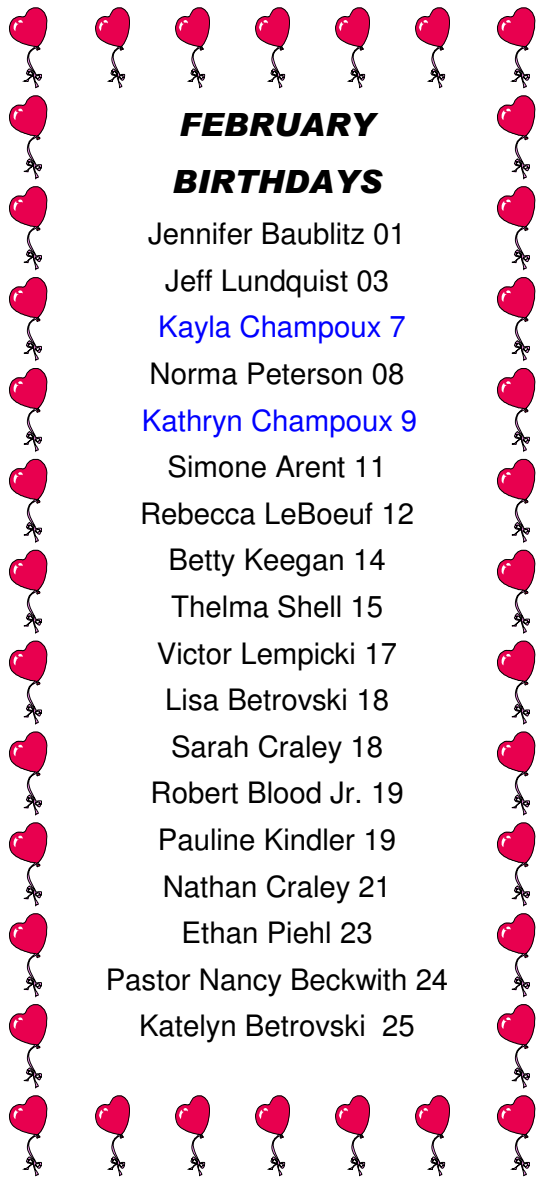 FEBRUARY
BIRTHDAYS
Jennifer Baublitz 01
Jeff Lundquist 03
Kayla Champoux 7
Norma Peterson 08
Kathryn Champoux 9
Simone Arent 11
Rebecca LeBoeuf 12
Betty Keegan 14
Thelma Shell 15
Victor Lempicki 17
Lisa Betrovski 18
Sarah Craley 18
Robert Blood Jr. 19
Pauline Kindler 19
Nathan Craley 21
Ethan Piehl 23
Pastor Nancy Beckwith 24
Katelyn Betrovski  25